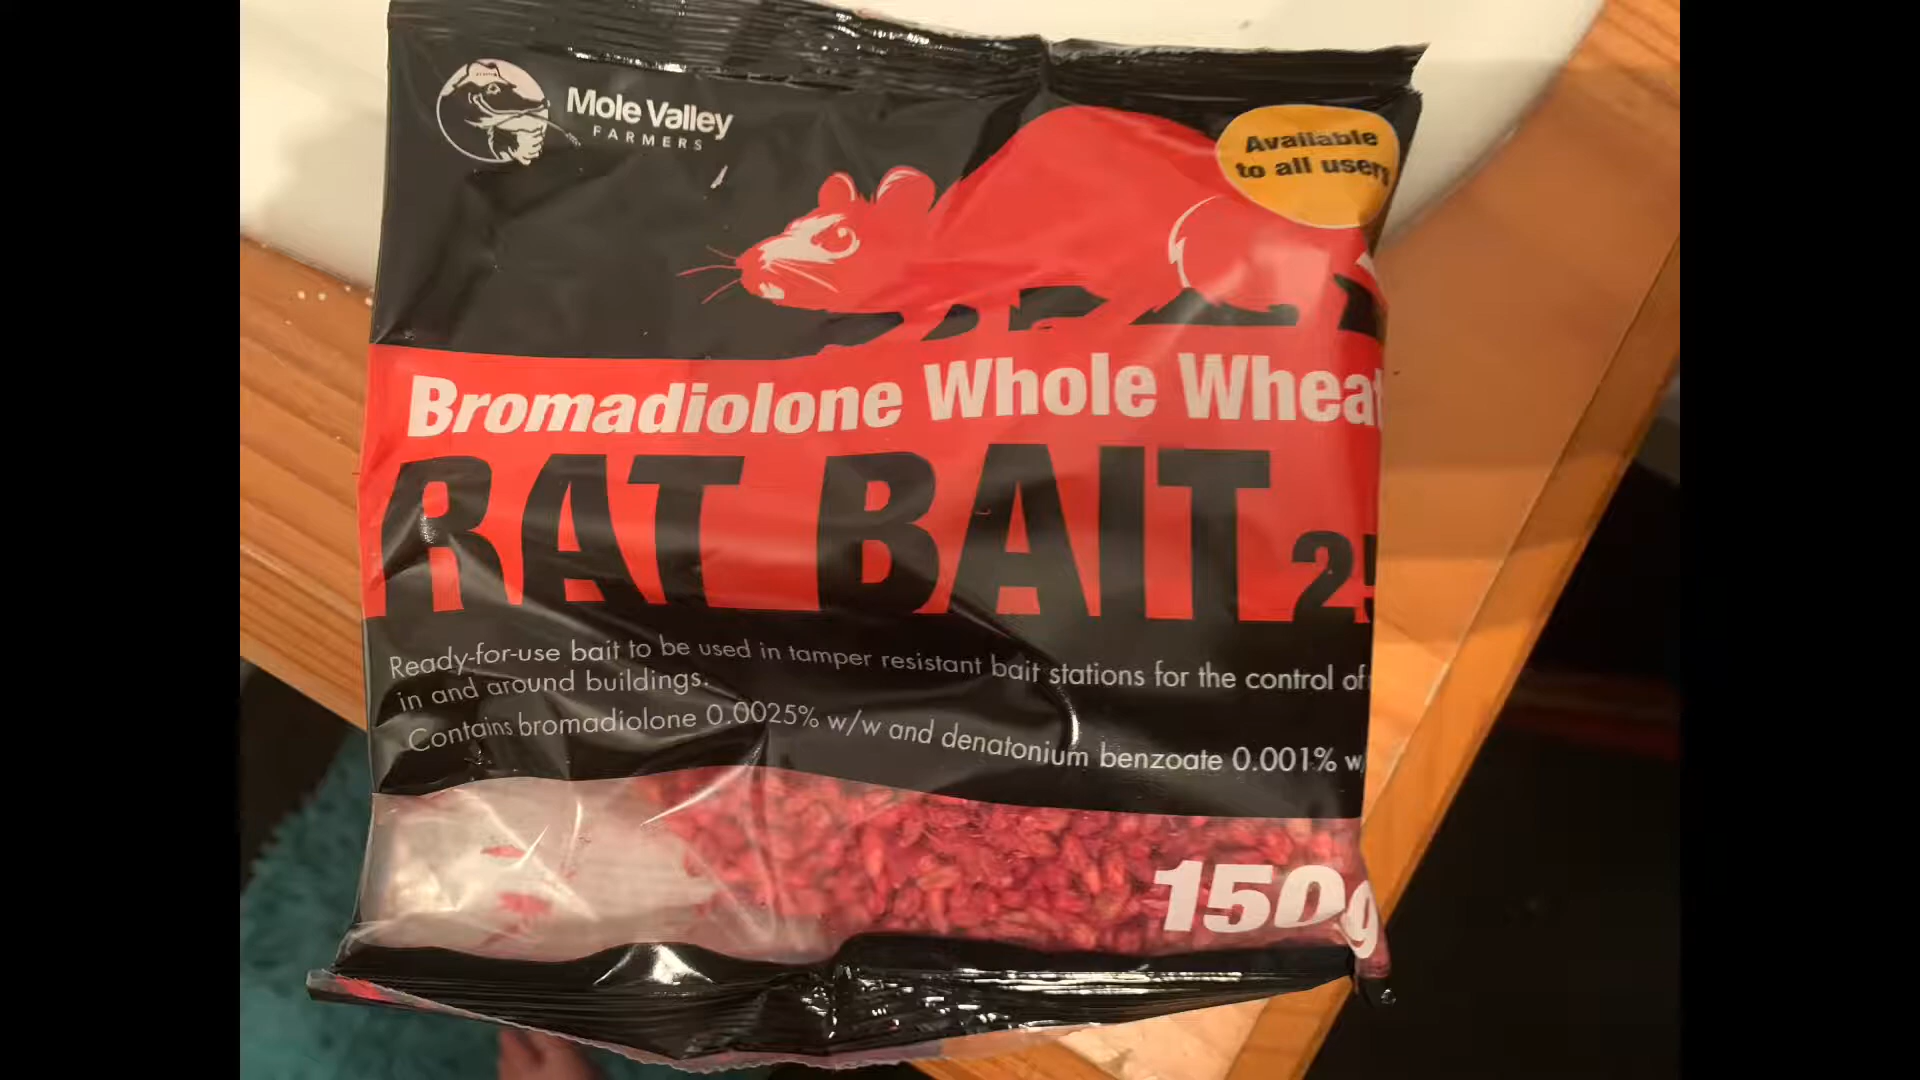 Mole Valley
FARMERS
Available
to all users
Bromadiolone Whole Wheat
RAT BAIT
Ready-for-use bait to be used in tamper resistant bait stations for the control of
in and around buildings.
Contains bromadiolone 0.0025% w/w and denatonium benzoate 0.001% w/
150g